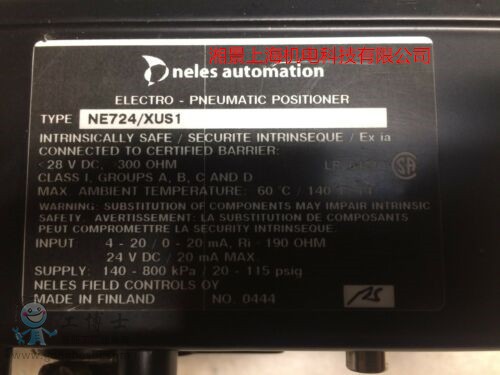 湘景上海机电科技有限公司
neles automation
ELECTRO - PNEUMATIC POSITIONER
TYPE NE724/XUS1
INTRINSICALLY SAFE / SECURITE INTRINSEQUE / Ex ia
CONNECTED TO CERTIFIED BARRIER:
<28 V DC, 300 OHM
CLASS I, GROUPS A, B, C AND D
MAX. AMBIENT TEMPERATURE: 60 °C / 140
WARNING: SUBSTITUTION OF COMPONENTS MAY IMPAIR INTRINSIC
SAFETY. AVERTISSEMENT: LA SUBSTITUTION DE COMPOSANTS
PEUT COMPROMETTRE LA SECURITY INTRINSEQUE.
INPUT 4 - 20 / 0 - 20 mA, Ri - 190 OHM
24 V DC / 20 mA MAX.
SUPPLY: 140 - 800 kPa / 20 - 115 psig
NELES FIELD CONTROLS OY
MADE IN FINLAND NO. 0444